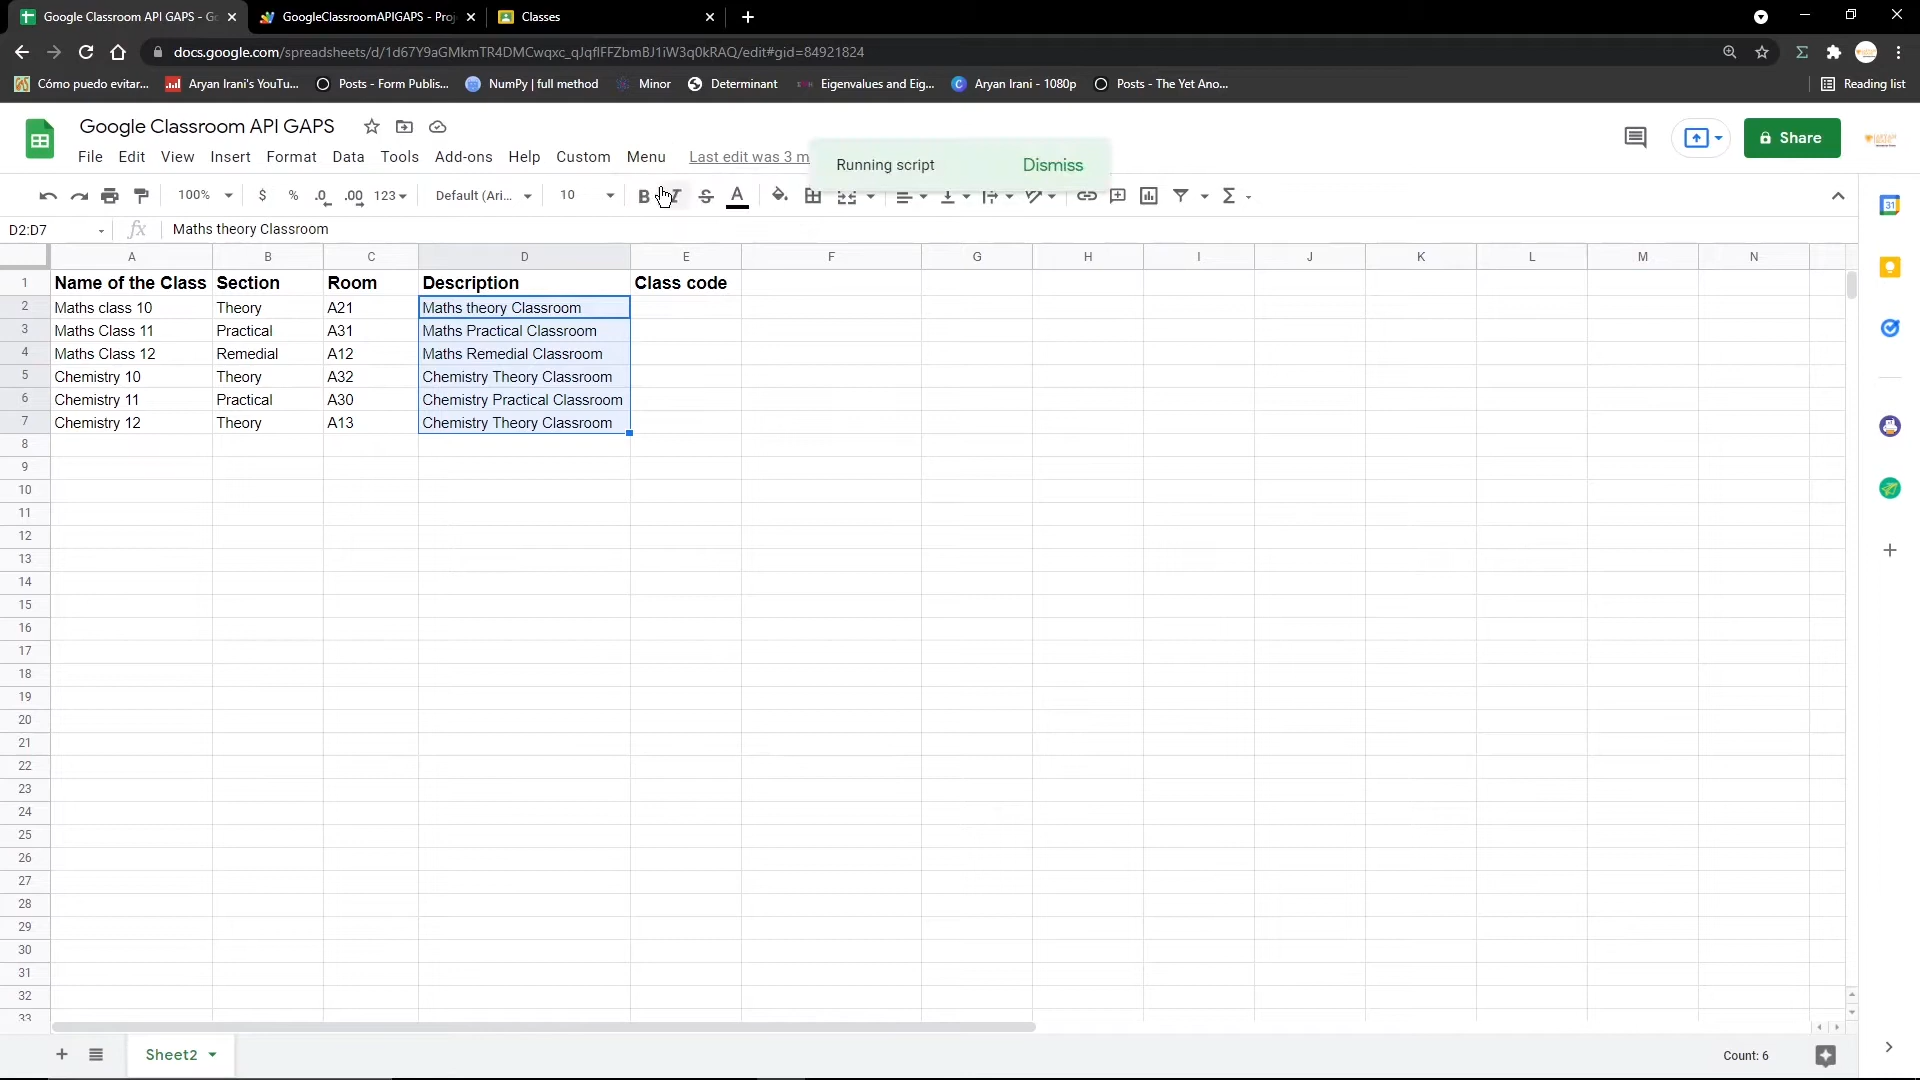 Google Classroom API GAPS - Go
GoogleClassroomAPIGAPS - Proj
Classes
docs.google.com/spreadsheets/d/1d67Y9aGMkmTR4DMCwqxc_qJqflFFZbmBJ1iW3q0kRAQ/edit#gid=84921824
Cómo puedo evitar...
Aryan Irani's YouTu...
Posts - Form Publis...
NumPy | full method
Minor
Determinant
Eigenvalues and Eig...
Aryan Irani - 1080p
Posts - The Yet Ano...
Reading list
Google Classroom API GAPS
File Edit View Insert Format Data Tools Add-ons Help Custom Menu Last edit was 3 m
Running script Dismiss
Share
100% $ % .0 .00 123 Default (Ari... 10 B I S A
D2:D7 fx Maths theory Classroom
A B C D E F G H I J K L M N
1 Name of the Class Section Room Description Class code
2 Maths class 10 Theory A21 Maths theory Classroom
3 Maths Class 11 Practical A31 Maths Practical Classroom
4 Maths Class 12 Remedial A12 Maths Remedial Classroom
5 Chemistry 10 Theory A32 Chemistry Theory Classroom
6 Chemistry 11 Practical A30 Chemistry Practical Classroom
7 Chemistry 12 Theory A13 Chemistry Theory Classroom
8
9
10
11
12
13
14
15
16
17
18
19
20
21
22
23
24
25
26
27
28
29
30
31
32
33
Sheet2
Count: 6